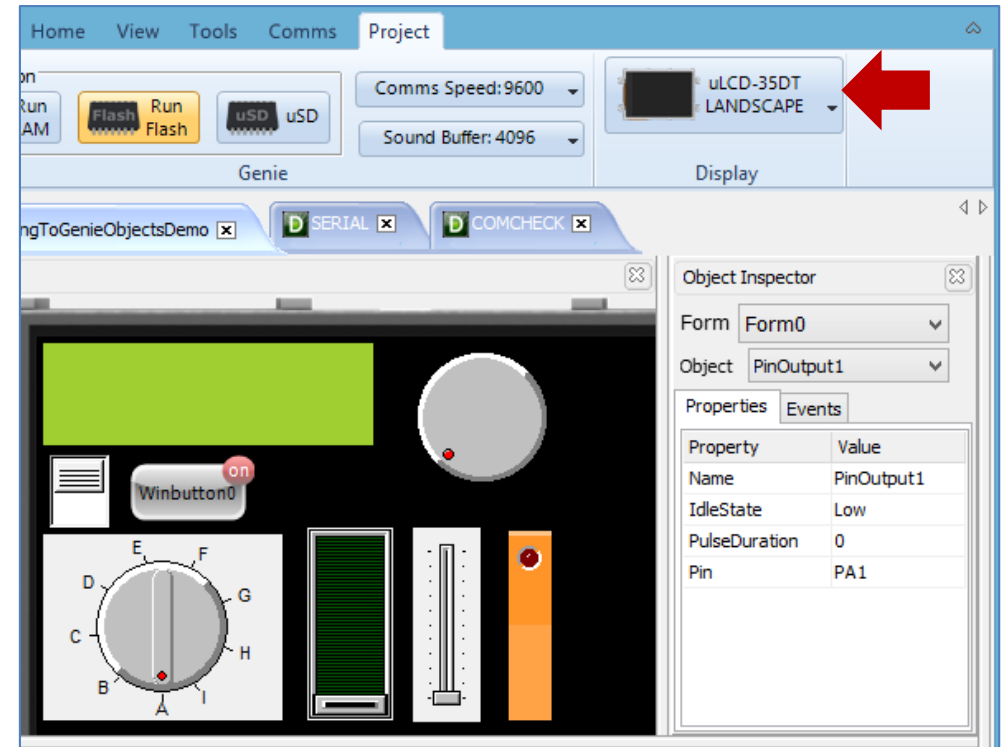 Home View Tools Comms Project
on
Run
AM
Flash
Run
Flash
uSD
uSD
Comms Speed: 9600
Sound Buffer: 4096
Genie
uLCD-35DT
LANDSCAPE
Display
ngToGenieObjectsDemo
D SERIAL
D COMCHECK
Object Inspector
Form Form0
Object PinOutput1
Properties Events
Property Value
Name PinOutput1
IdleState Low
PulseDuration 0
Pin PA1
on
Winbutton0
E F
D G
C H
B I
A